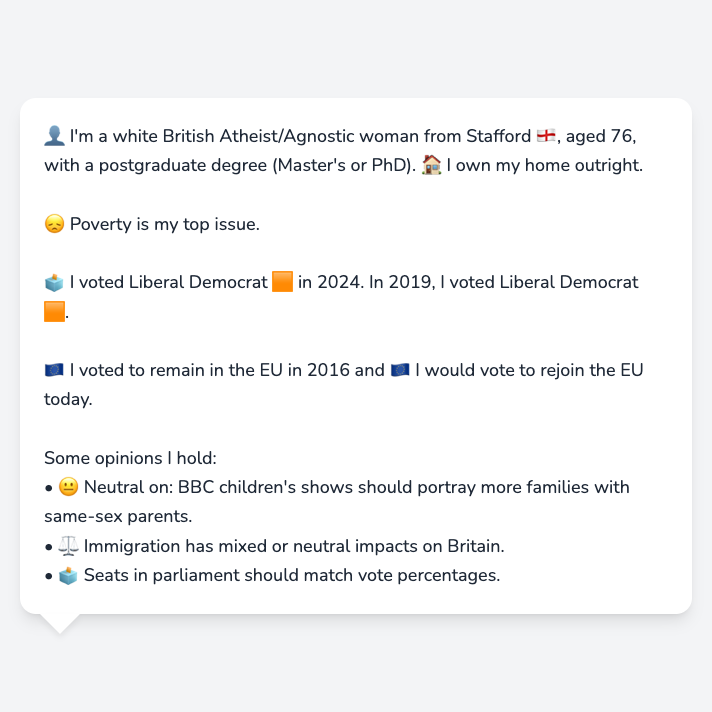 👤 I'm a white British Atheist/Agnostic woman from Stafford 🏴󠁧󠁢󠁥󠁮󠁧󠁿, aged 76,
with a postgraduate degree (Master's or PhD). 🏠 I own my home outright.
😞 Poverty is my top issue.
🗳️ I voted Liberal Democrat 🟧 in 2024. In 2019, I voted Liberal Democrat
🟧.
🇪🇺 I voted to remain in the EU in 2016 and 🇪🇺 I would vote to rejoin the EU
today.
Some opinions I hold:
• 😐 Neutral on: BBC children's shows should portray more families with
same-sex parents.
• ⚖️ Immigration has mixed or neutral impacts on Britain.
• 🗳️ Seats in parliament should match vote percentages.